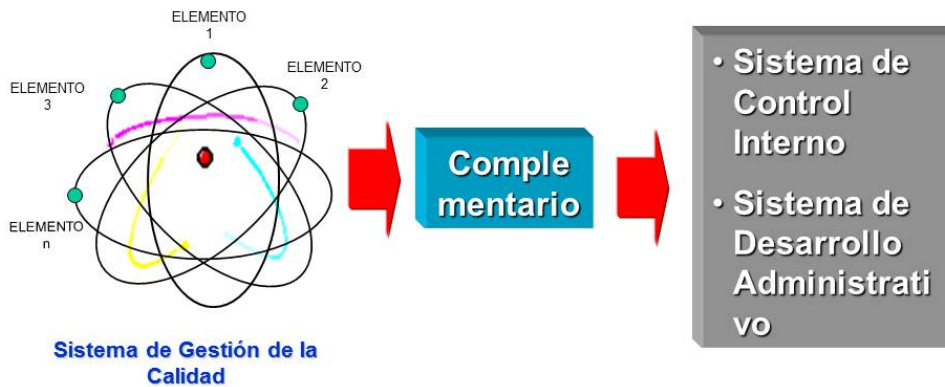 ELEMENTO
1
ELEMENTO
2
ELEMENTO
3
ELEMENTO
n
Sistema de Gestión de la
Calidad
Comple
mentario
• Sistema de
Control
Interno
• Sistema de
Desarrollo
Administrati
vo